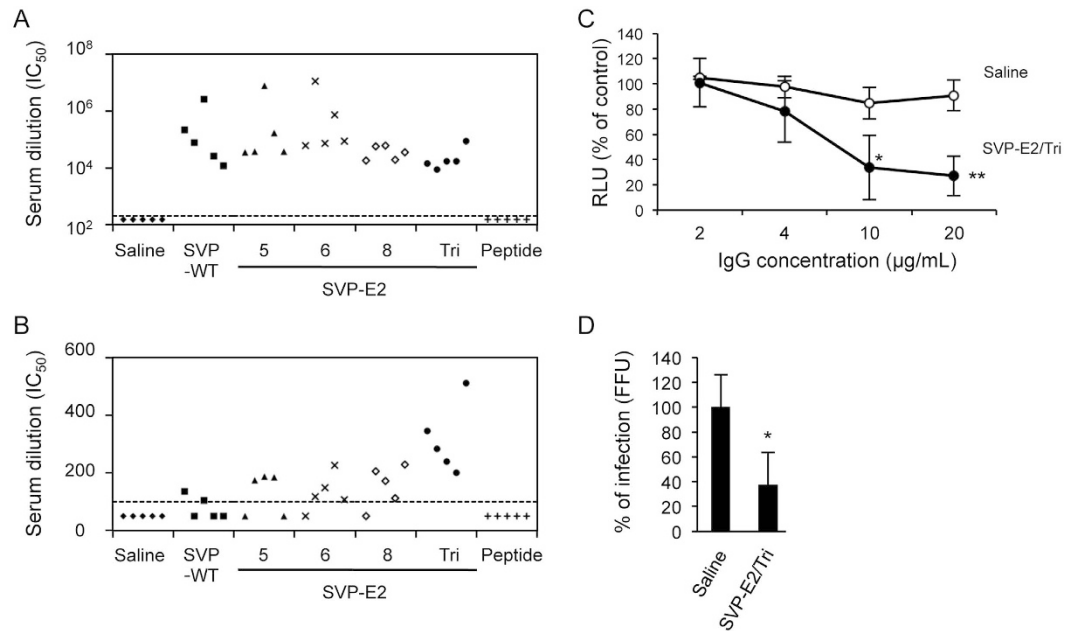 A
Serum dilution (IC50)
10^8
10^6
10^4
10^2
Saline
SVP
-WT
5
6
8
Tri
Peptide
SVP-E2
B
Serum dilution (IC50)
600
400
200
0
Saline
SVP
-WT
5
6
8
Tri
Peptide
SVP-E2
C
RLU (% of control)
140
120
100
80
60
40
20
0
*
**
Saline
SVP-E2/Tri
2
4
10
20
IgG concentration (µg/mL)
D
% of infection (FFU)
140
120
100
80
60
40
20
0
*
Saline
SVP-E2/Tri